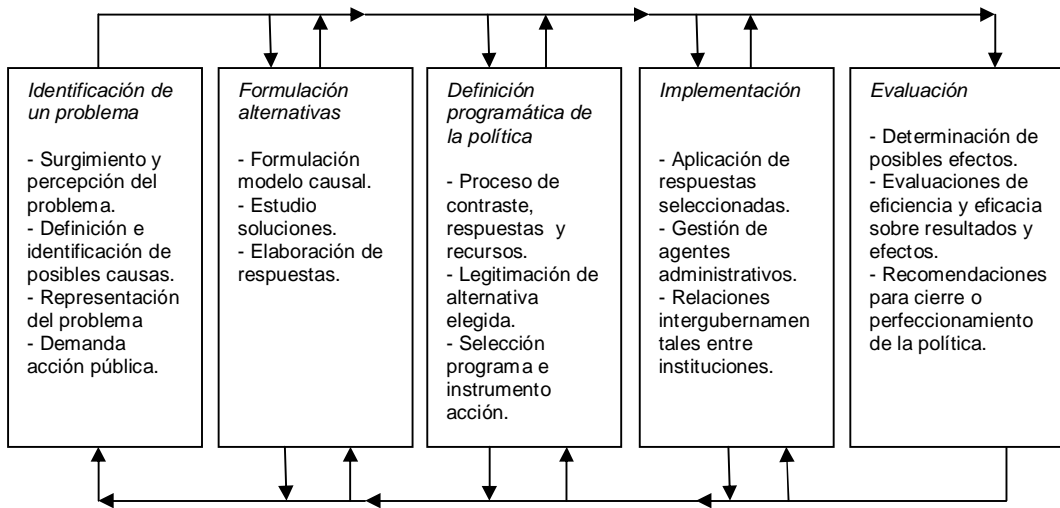 Identificación de
un problema
- Surgimiento y
percepción del
problema.
- Definición e
identificación de
posibles causas.
- Representación
del problema
- Demanda
acción pública.
Formulación
alternativas
- Formulación
modelo causal.
- Estudio
soluciones.
- Elaboración de
respuestas.
Definición
programática de
la política
- Proceso de
contraste,
respuestas y
recursos.
- Legitimación de
alternativa
elegida.
- Selección
programa e
instrumento
acción.
Implementación
- Aplicación de
respuestas
seleccionadas.
- Gestión de
agentes
administrativos.
- Relaciones
intergubernamen
tales entre
instituciones.
Evaluación
- Determinación de
posibles efectos.
- Evaluaciones de
eficiencia y eficacia
sobre resultados y
efectos.
- Recomendaciones
para cierre o
perfeccionamiento
de la política.